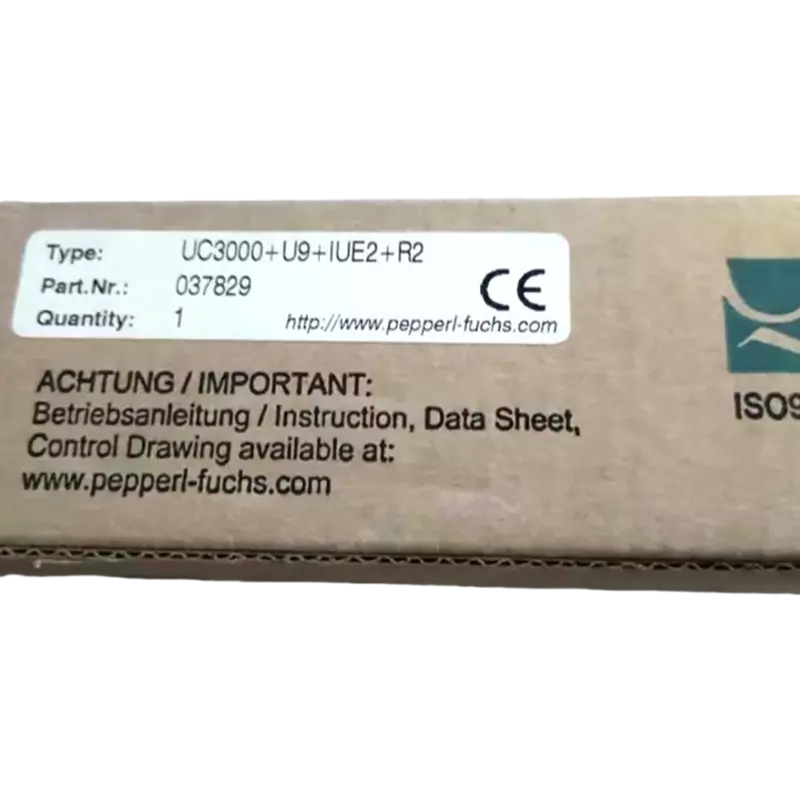 Type: UC3000+U9+IUE2+R2
Part.Nr.: 037829
Quantity: 1 http://www.pepperl-fuchs.com
CE
ACHTUNG / IMPORTANT:
Betriebsanleitung / Instruction, Data Sheet,
Control Drawing available at:
www.pepperl-fuchs.com
ISO9